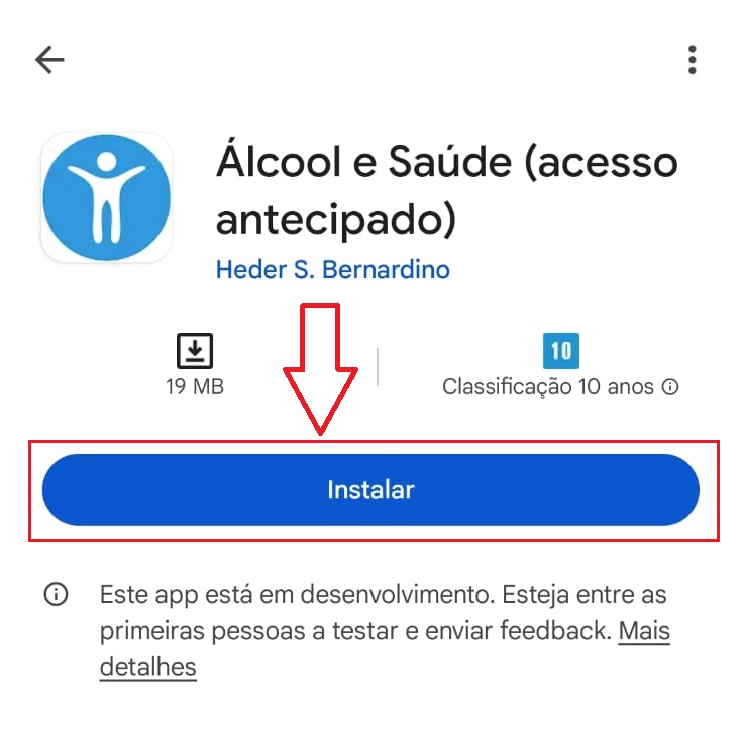 Álcool e Saúde (acesso
antecipado)
Heder S. Bernardino
10
19 MB
Classificação 10 anos
Instalar
Este app está em desenvolvimento. Esteja entre as
primeiras pessoas a testar e enviar feedback. Mais
detalhes